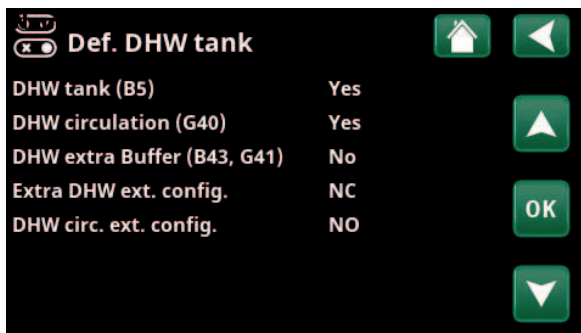 Def. DHW tank
DHW tank (B5) Yes
DHW circulation (G40) Yes
DHW extra Buffer (B43, G41) No
Extra DHW ext. config. NC
DHW circ. ext. config. NO
OK